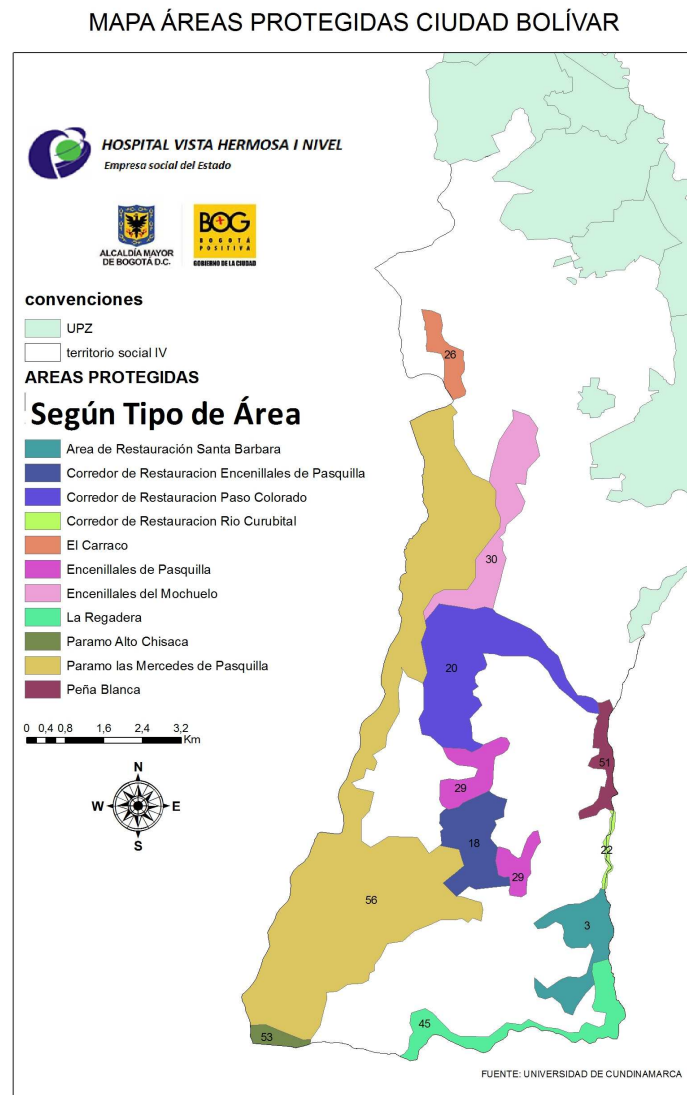 MAPA ÁREAS PROTEGIDAS CIUDAD BOLÍVAR
HOSPITAL VISTA HERMOSA I NIVEL
Empresa social del Estado
ALCALDÍA MAYOR
DE BOGOTÁ D.C.
BOG
BOGOTÁ
POSITIVA
GOBIERNO DE LA CIUDAD
convenciones
UPZ
territorio social IV
AREAS PROTEGIDAS
Según Tipo de Área
Area de Restauración Santa Barbara
Corredor de Restauracion Encenillales de Pasquilla
Corredor de Restauracion Paso Colorado
Corredor de Restauracion Rio Curubital
El Carraco
Encenillales de Pasquilla
Encenillales del Mochuelo
La Regadera
Paramo Alto Chisaca
Paramo las Mercedes de Pasquilla
Peña Blanca
0 0,4 0,8 1,6 2,4 3,2
Km
N
W E
S
26
30
20
51
29
18
22
29
56
3
45
53
FUENTE: UNIVERSIDAD DE CUNDINAMARCA